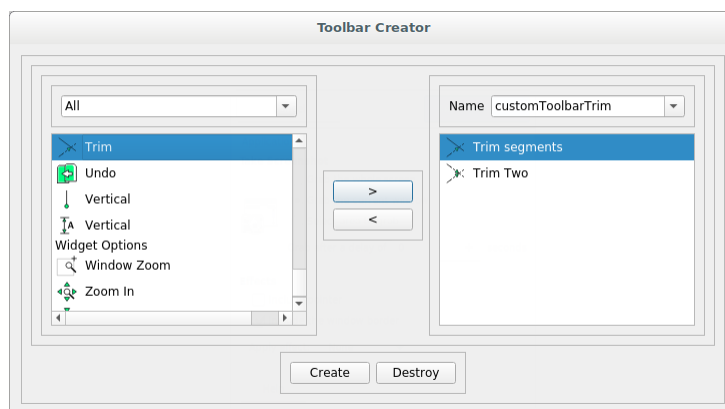 Toolbar Creator
All
Name customToolbarTrim
Trim
Undo
Vertical
Vertical
Widget Options
Window Zoom
Zoom In
>
<
Trim segments
Trim Two
Create Destroy